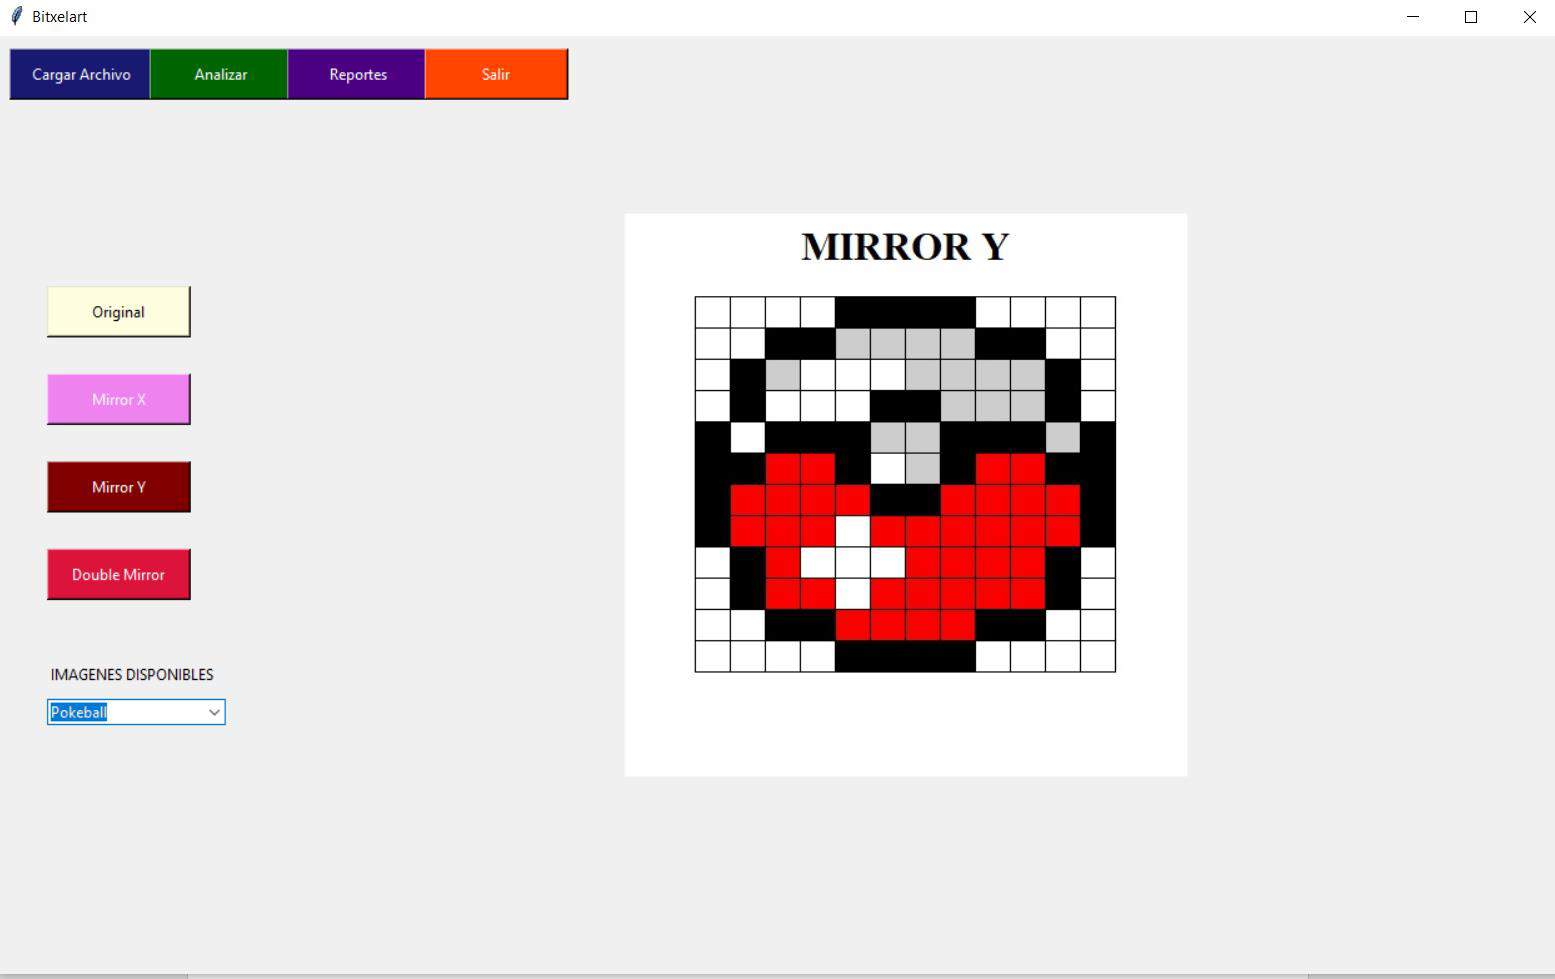 Bitxelart
Cargar Archivo Analizar Reportes Salir
MIRROR Y
Original
Mirror X
Mirror Y
Double Mirror
IMAGENES DISPONIBLES
Pokeball